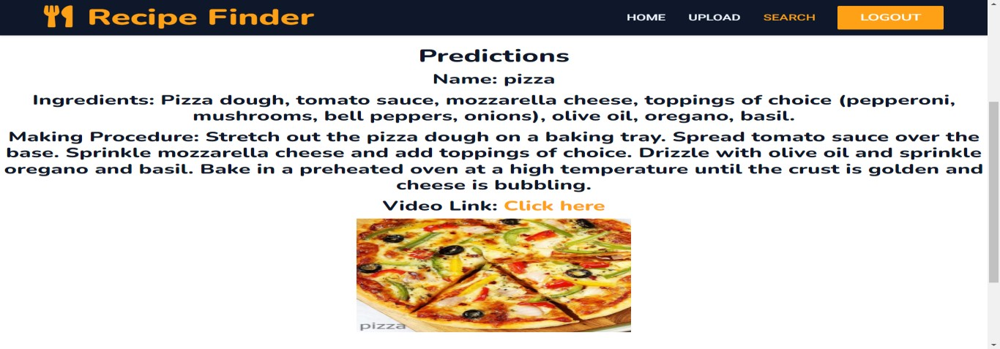 Recipe Finder
HOME UPLOAD SEARCH LOGOUT
Predictions
Name: pizza
Ingredients: Pizza dough, tomato sauce, mozzarella cheese, toppings of choice (pepperoni,
mushrooms, bell peppers, onions), olive oil, oregano, basil.
Making Procedure: Stretch out the pizza dough on a baking tray. Spread tomato sauce over the
base. Sprinkle mozzarella cheese and add toppings of choice. Drizzle with olive oil and sprinkle
oregano and basil. Bake in a preheated oven at a high temperature until the crust is golden and
cheese is bubbling.
Video Link: Click here
pizza